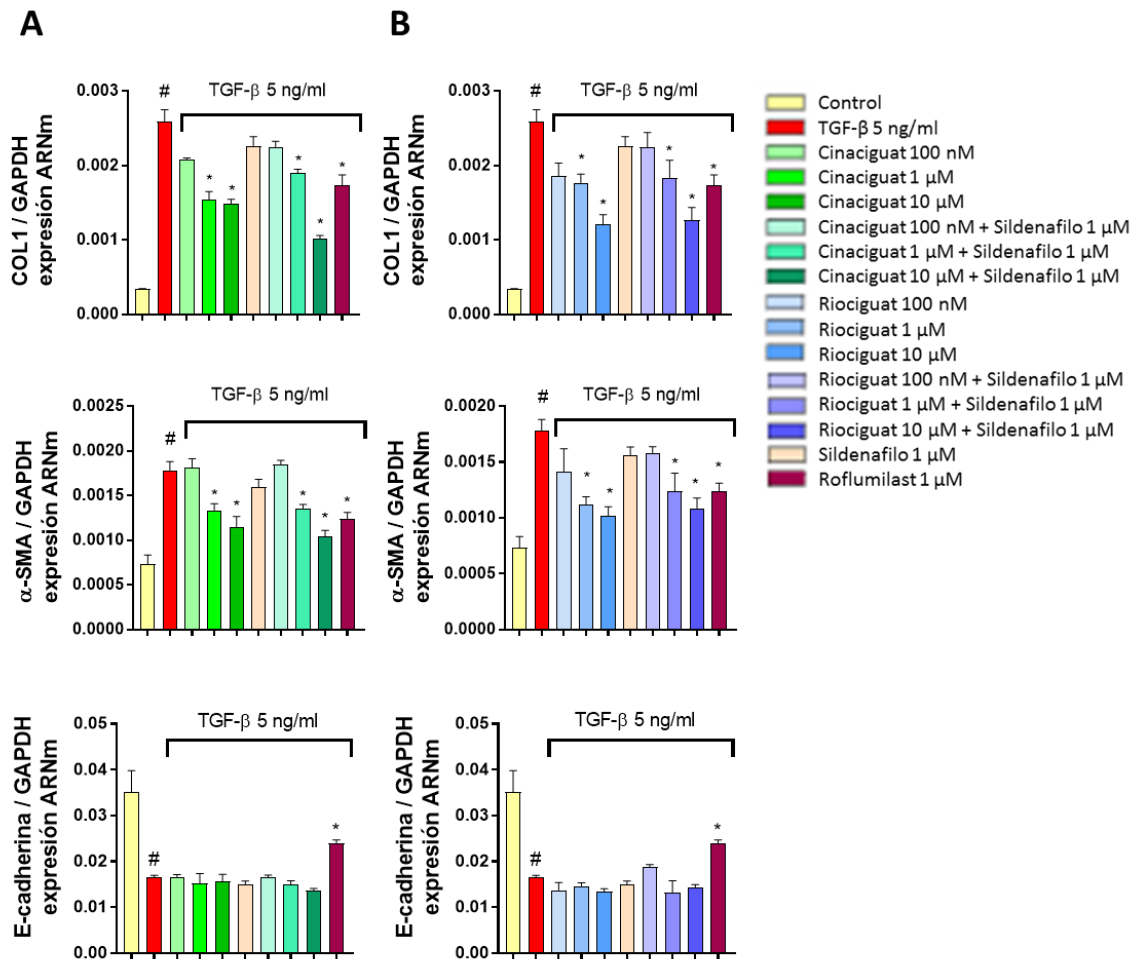 A
B
TGF-β 5 ng/ml
#
*
*
*
*
*
0.003
0.002
0.001
0.000
COL1 / GAPDH
expresión ARNm
TGF-β 5 ng/ml
#
*
*
*
*
*
0.003
0.002
0.001
0.000
COL1 / GAPDH
expresión ARNm
Control
TGF-β 5 ng/ml
Cinaciguat 100 nM
Cinaciguat 1 µM
Cinaciguat 10 µM
Cinaciguat 100 nM + Sildenafilo 1 µM
Cinaciguat 1 µM + Sildenafilo 1 µM
Cinaciguat 10 µM + Sildenafilo 1 µM
Riociguat 100 nM
Riociguat 1 µM
Riociguat 10 µM
Riociguat 100 nM + Sildenafilo 1 µM
Riociguat 1 µM + Sildenafilo 1 µM
Riociguat 10 µM + Sildenafilo 1 µM
Sildenafilo 1 µM
Roflumilast 1 µM
TGF-β 5 ng/ml
#
*
*
*
*
*
0.0025
0.0020
0.0015
0.0010
0.0005
0.0000
α-SMA / GAPDH
expresión ARNm
TGF-β 5 ng/ml
#
*
*
*
*
*
0.0020
0.0015
0.0010
0.0005
0.0000
α-SMA / GAPDH
expresión ARNm
TGF-β 5 ng/ml
#
*
0.05
0.04
0.03
0.02
0.01
0.00
E-cadherina / GAPDH
expresión ARNm
TGF-β 5 ng/ml
#
*
0.05
0.04
0.03
0.02
0.01
0.00
E-cadherina / GAPDH
expresión ARNm